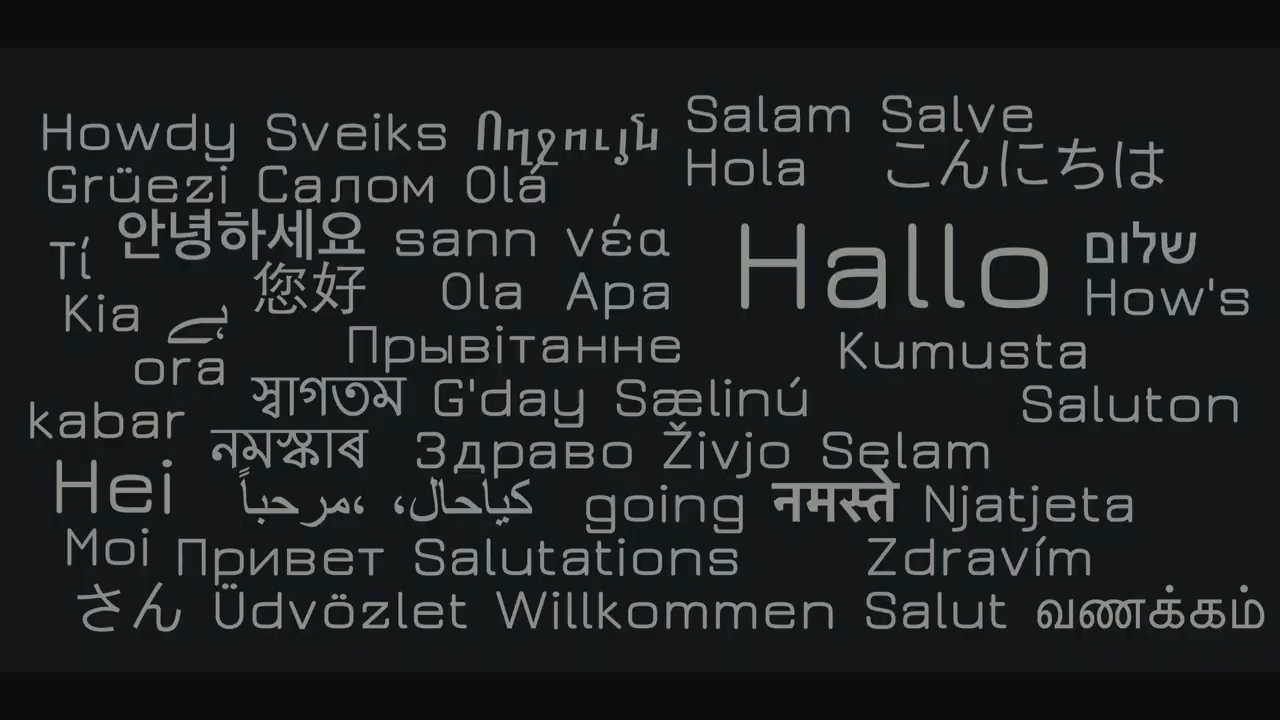 Howdy Sveiks Ողջույն Salam Salve
Grüezi Салом Olá Hola こんにちは
Tí 안녕하세요 sann νέα Hallo שלום
Kia ہے 您好 Ola Apa How's
ora Прывітанне Kumusta
kabar স্বাগতম G'day Sælinú Saluton
নমস্কাৰ Здраво Živjo Selam
Hei مرحباً، کیاحال، going नमस्ते Njatjeta
Moi Привет Salutations Zdravím
さん Üdvözlet Willkommen Salut வணக்கம்